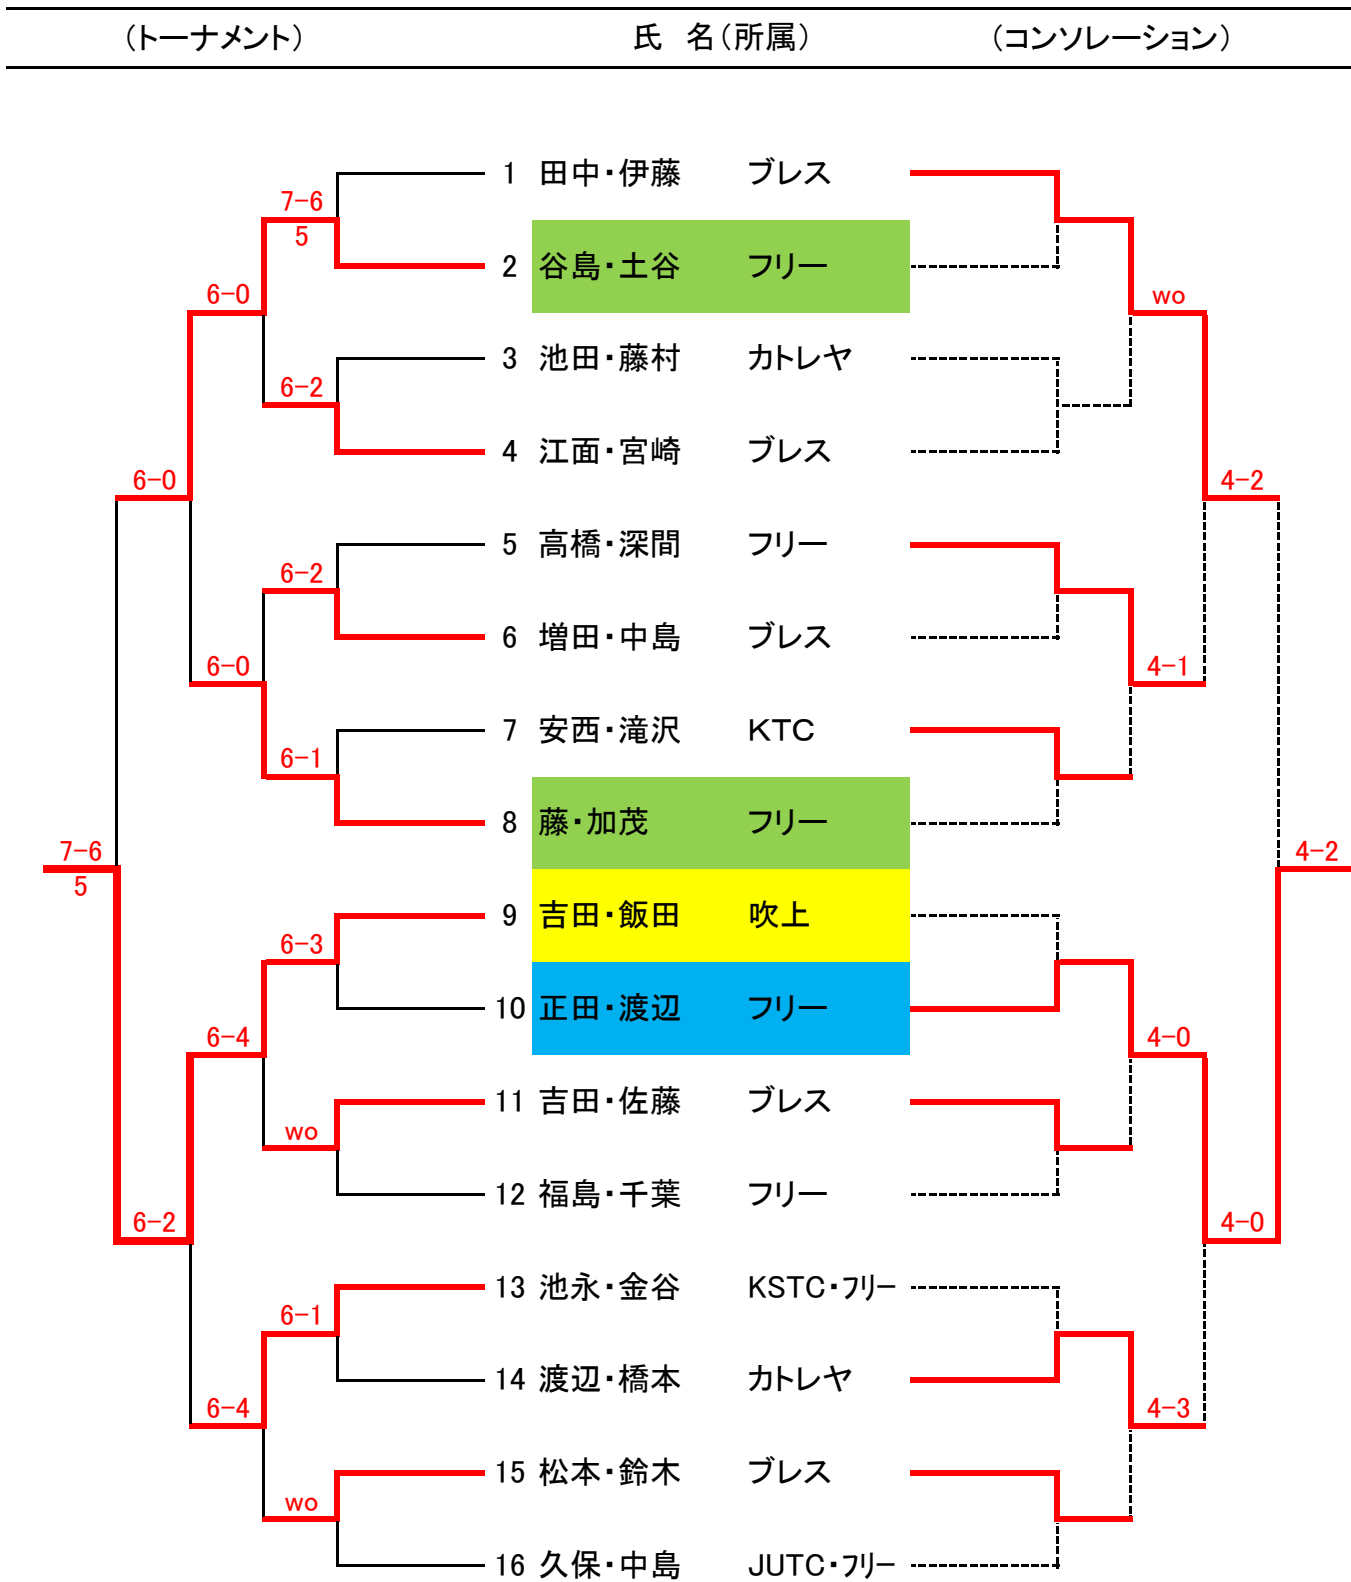 （トーナメント） 氏 名（所属） （コンソレーション）
1 田中・伊藤 ブレス
7-6
5
2 谷島・土谷 フリー
6-0 wo
3 池田・藤村 カトレヤ
6-2
4 江面・宮崎 ブレス
6-0 4-2
5 高橋・深間 フリー
6-2
6 増田・中島 ブレス
6-0 4-1
7 安西・滝沢 KTC
6-1
8 藤・加茂 フリー
7-6 4-2
5
9 吉田・飯田 吹上
6-3
10 正田・渡辺 フリー
6-4 4-0
11 吉田・佐藤 ブレス
wo
12 福島・千葉 フリー
6-2 4-0
13 池永・金谷 KSTC・フリー
6-1
14 渡辺・橋本 カトレヤ
6-4 4-3
15 松本・鈴木 ブレス
wo
16 久保・中島 JUTC・フリー